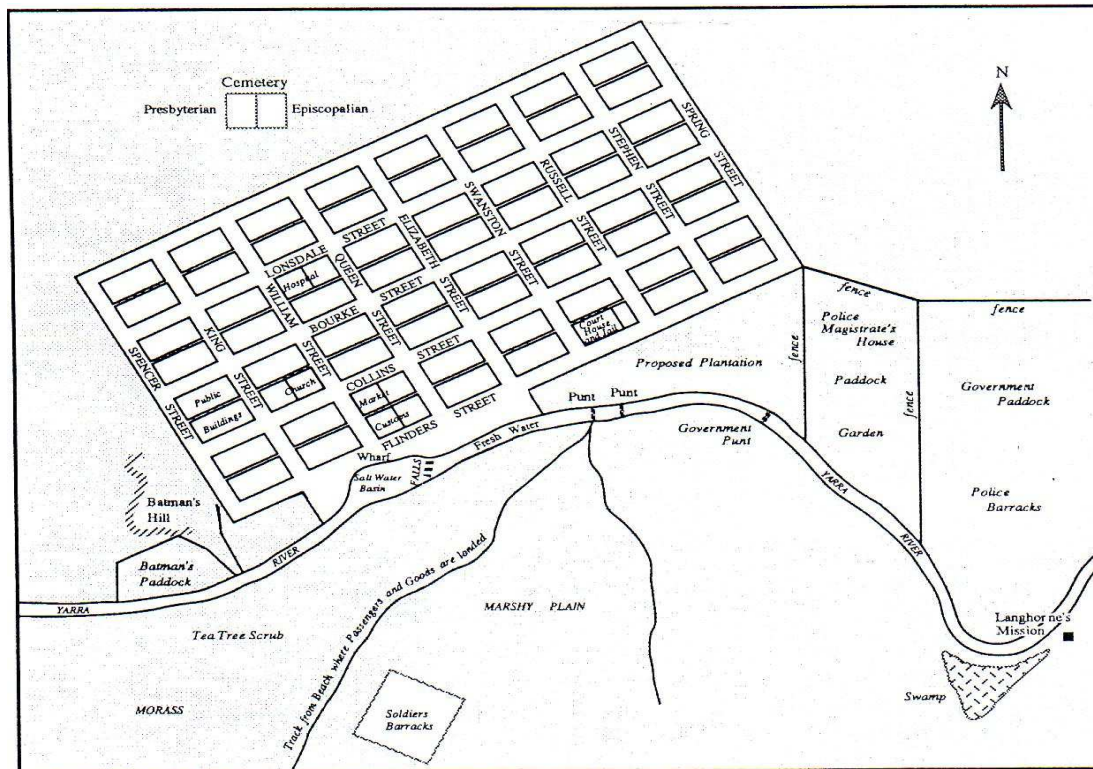 N
Cemetery
Presbyterian
Episcopalian
SPRING
STREET
STEPHEN
STREET
RUSSELL
STREET
SWANSTON
STREET
ELIZABETH
STREET
QUEEN
STREET
WILLIAM
STREET
KING
STREET
SPENCER
STREET
LONSDALE
STREET
BOURKE
STREET
COLLINS
STREET
FLINDERS
STREET
Hospital
Public
Buildings
Church
Market
Customs
Court
House
and Jail
Proposed Plantation
fence
fence
fence
fence
Police
Magistrate's
House
Paddock
Garden
Government
Paddock
Police
Barracks
Punt
Punt
Government
Punt
Fresh Water
Wharf
FALLS
Salt Water
Basin
Batman's
Hill
Batman's
Paddock
YARRA
RIVER
YARRA
RIVER
Tea Tree Scrub
MORASS
Track from Beach where Passengers and Goods are landed
MARSHY PLAIN
Soldiers
Barracks
Langhorne's
Mission
Swamp